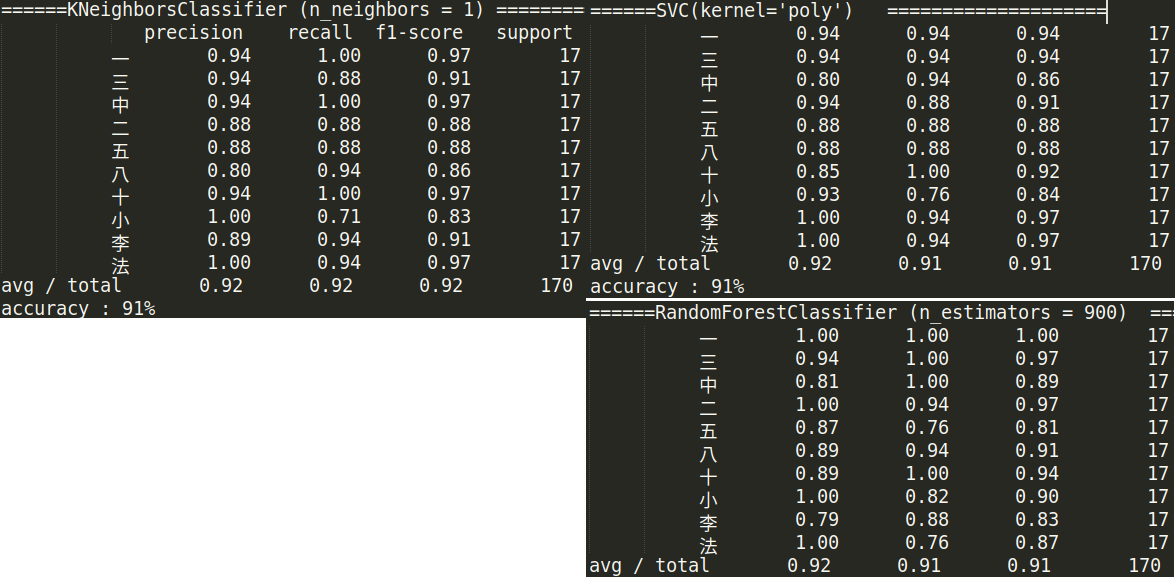 ======KNeighborsClassifier (n_neighbors = 1) ========
precision recall f1-score support
一 0.94 1.00 0.97 17
三 0.94 0.88 0.91 17
中 0.94 1.00 0.97 17
二 0.88 0.88 0.88 17
五 0.88 0.88 0.88 17
八 0.80 0.94 0.86 17
十 0.94 1.00 0.97 17
小 1.00 0.71 0.83 17
李 0.89 0.94 0.91 17
法 1.00 0.94 0.97 17
avg / total 0.92 0.92 0.92 170
accuracy : 91%
======SVC(kernel='poly') ====================
一 0.94 0.94 0.94 17
三 0.94 0.94 0.94 17
中 0.80 0.94 0.86 17
二 0.94 0.88 0.91 17
五 0.88 0.88 0.88 17
八 0.88 0.88 0.88 17
十 0.85 1.00 0.92 17
小 0.93 0.76 0.84 17
李 1.00 0.94 0.97 17
法 1.00 0.94 0.97 17
avg / total 0.92 0.91 0.91 170
accuracy : 91%
======RandomForestClassifier (n_estimators = 900) ===
一 1.00 1.00 1.00 17
三 0.94 1.00 0.97 17
中 0.81 1.00 0.89 17
二 1.00 0.94 0.97 17
五 0.87 0.76 0.81 17
八 0.89 0.94 0.91 17
十 0.89 1.00 0.94 17
小 1.00 0.82 0.90 17
李 0.79 0.88 0.83 17
法 1.00 0.76 0.87 17
avg / total 0.92 0.91 0.91 170